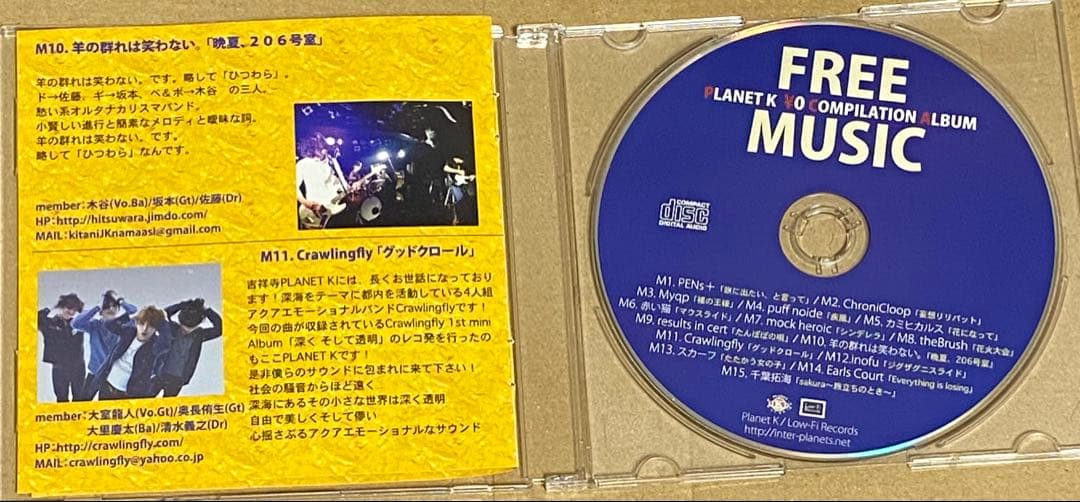 M10. 羊の群れは笑わない。「晩夏、２０６号室」
羊の群れは笑わない。です。略して「ひつわら」。
ド→佐藤、ギ→坂本、ベ＆ボ→木谷 の三人。
愁い系オルタナカリスマバンド。
小賢しい進行と簡素なメロディと曖昧な詞。
羊の群れは笑わない。です。
略して「ひつわら」なんです。
member：木谷(Vo.Ba)/坂本(Gt)/佐藤(Dr)
HP：http://hitsuwara.jimdo.com/
MAIL：kitaniJKnamaasi@gmail.com
M11. Crawlingfly「グッドクロール」
吉祥寺PLANET Kには、長くお世話になっており
ます！深海をテーマに都内を活動している4人組
アクアエモーショナルバンドCrawlingflyです！
今回の曲が収録されているCrawlingfly 1st mini
Album「深く そして透明」のレコ発を行ったの
もここPLANET Kです！
是非僕らのサウンドに包まれに来て下さい！
社会の騒音からほど遠く
深海にあるその小さな世界は深く透明
自由で美しくそして儚い
心揺さぶるアクアエモーショナルなサウンド
member：大室龍人(Vo.Gt)/奥長侑生(Gt)
大里慶太(Ba)/清水義之(Dr)
HP：http://crawlingfly.com/
MAIL：crawlingfly@yahoo.co.jp
FREE
PLANET K ¥0 COMPILATION ALBUM
MUSIC
COMPACT
disc
DIGITAL AUDIO
M1. PENs＋「旅に出たい、と言って」/ M2. ChroniCloop「妄想リリパット」
M3. Myqp「裸の王様」/ M4. puff noide「疾風」/ M5. カミヒカルス「花になって」
M6. 赤い猫「マウスライド」/ M7. mock heroic「シンデレラ」/ M8. theBrush「花火大会」
M9. results in cert「たんぽぽの唄」/ M10. 羊の群れは笑わない。「晩夏、206号室」
M11. Crawlingfly「グッドクロール」/ M12.Inofu「ジグザグニスライド」
M13. スカーフ「たたかう女の子」/ M14. Earls Court「Everything is losing」
M15. 千葉拓海「sakura～旅立ちのとき～」
Planet K / Low-Fi Records
http://inter-planets.net